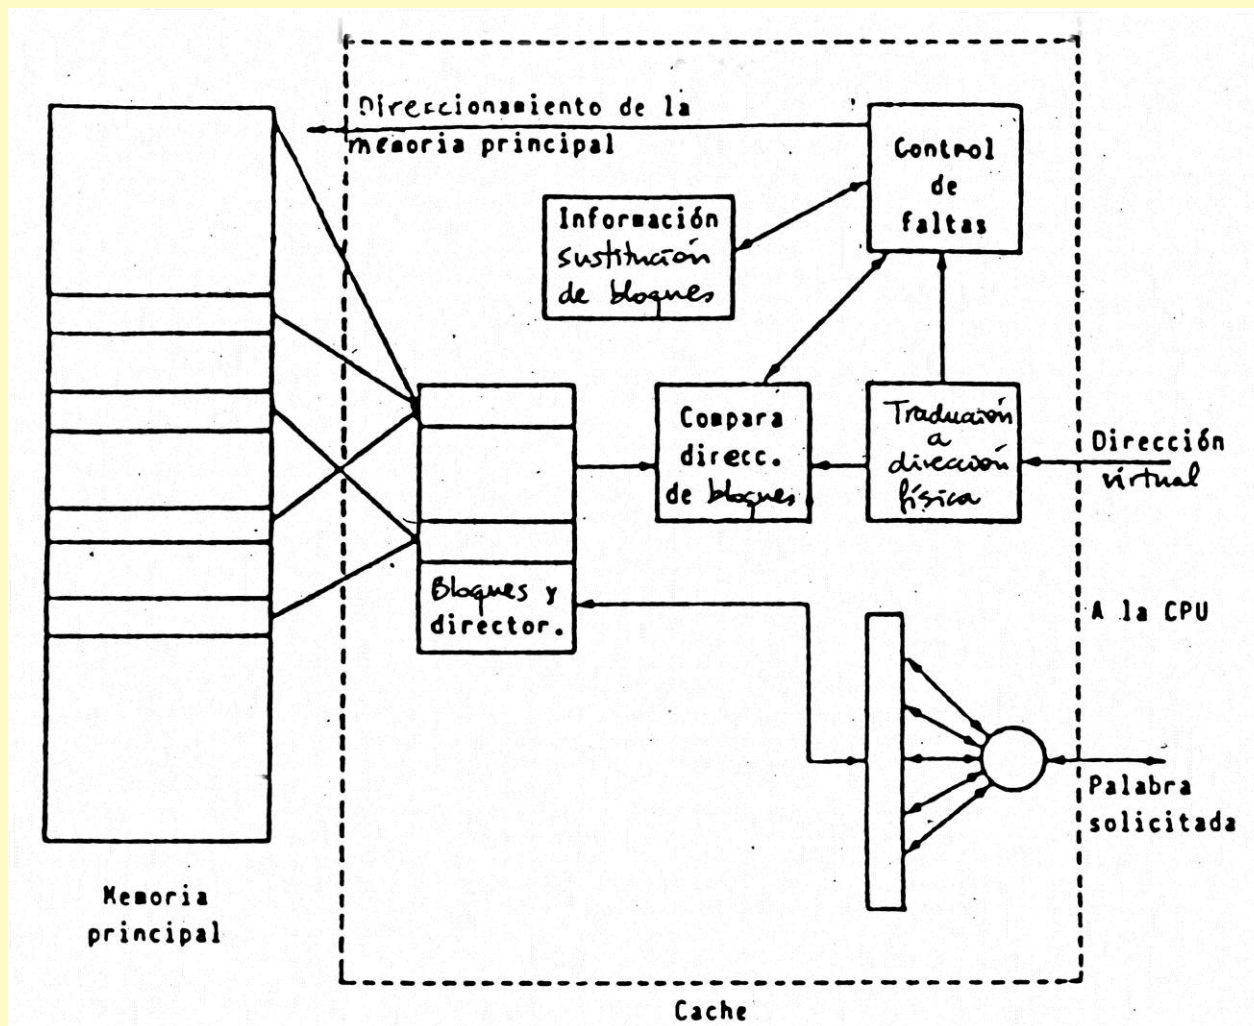 Direccionamiento de la
memoria principal
Control
de
faltas
Información
sustitución
de bloques
Compara
direcc.
de bloques
Traducción
a
dirección
física
Dirección
virtual
Bloques y
director.
A la CPU
Palabra
solicitada
Memoria
principal
Cache